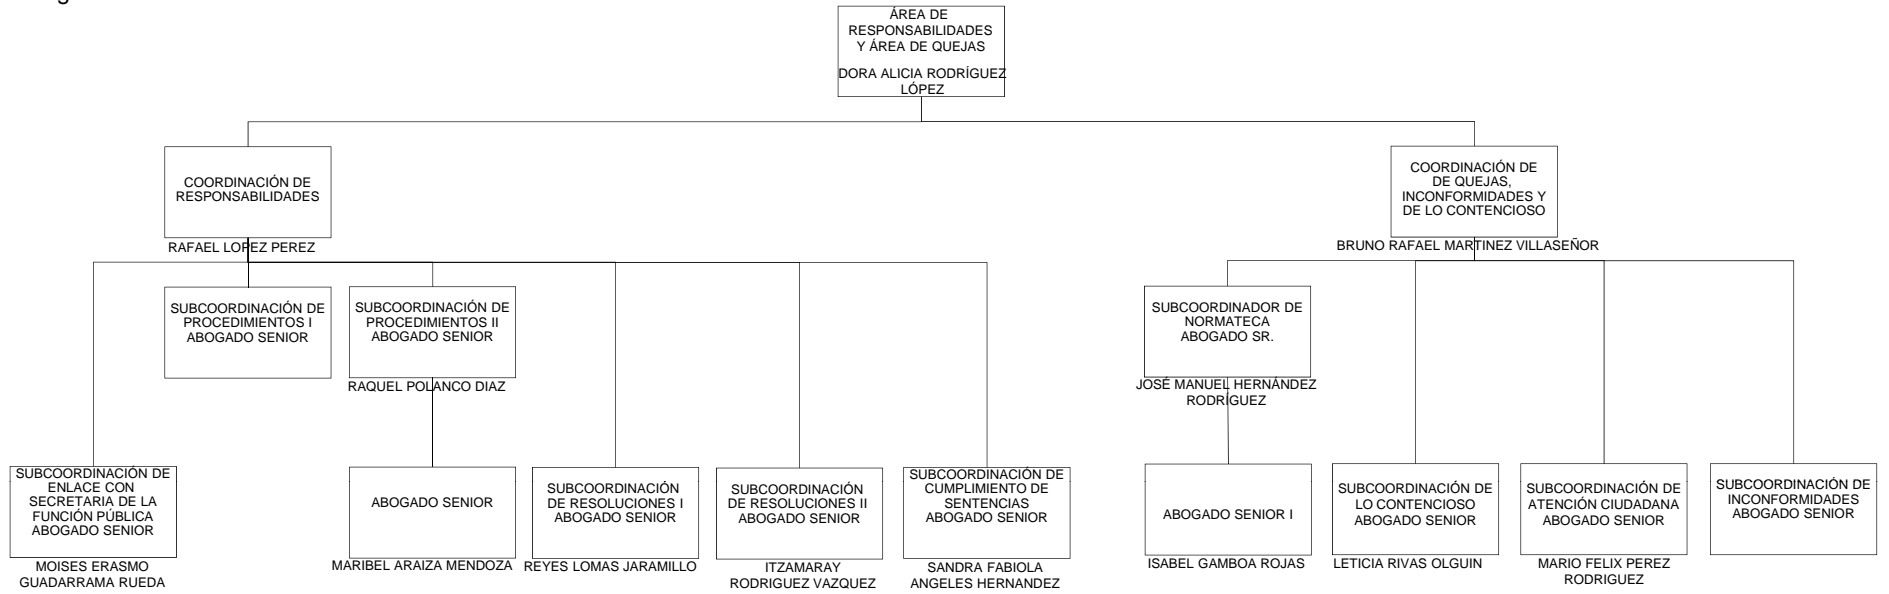 ÁREA DE
RESPONSABILIDADES
Y ÁREA DE QUEJAS
DORA ALICIA RODRÍGUEZ
LÓPEZ
COORDINACIÓN DE
RESPONSABILIDADES
RAFAEL LOPEZ PEREZ
COORDINACIÓN DE
DE QUEJAS,
INCONFORMIDADES Y
DE LO CONTENCIOSO
BRUNO RAFAEL MARTINEZ VILLASEÑOR
SUBCOORDINACIÓN DE
PROCEDIMIENTOS I
ABOGADO SENIOR
SUBCOORDINACIÓN DE
PROCEDIMIENTOS II
ABOGADO SENIOR
RAQUEL POLANCO DIAZ
SUBCOORDINADOR DE
NORMATECA
ABOGADO SR.
JOSÉ MANUEL HERNÁNDEZ
RODRÍGUEZ
SUBCOORDINACIÓN DE
ENLACE CON
SECRETARIA DE LA
FUNCIÓN PÚBLICA
ABOGADO SENIOR
MOISES ERASMO
GUADARRAMA RUEDA
ABOGADO SENIOR
MARIBEL ARAIZA MENDOZA
SUBCOORDINACIÓN
DE RESOLUCIONES I
ABOGADO SENIOR
REYES LOMAS JARAMILLO
SUBCOORDINACIÓN
DE RESOLUCIONES II
ABOGADO SENIOR
ITZAMARAY
RODRIGUEZ VAZQUEZ
SUBCOORDINACIÓN DE
CUMPLIMIENTO DE
SENTENCIAS
ABOGADO SENIOR
SANDRA FABIOLA
ANGELES HERNANDEZ
ABOGADO SENIOR I
ISABEL GAMBOA ROJAS
SUBCOORDINACIÓN DE
LO CONTENCIOSO
ABOGADO SENIOR
LETICIA RIVAS OLGUIN
SUBCOORDINACIÓN DE
ATENCIÓN CIUDADANA
ABOGADO SENIOR
MARIO FELIX PEREZ
RODRIGUEZ
SUBCOORDINACIÓN DE
INCONFORMIDADES
ABOGADO SENIOR